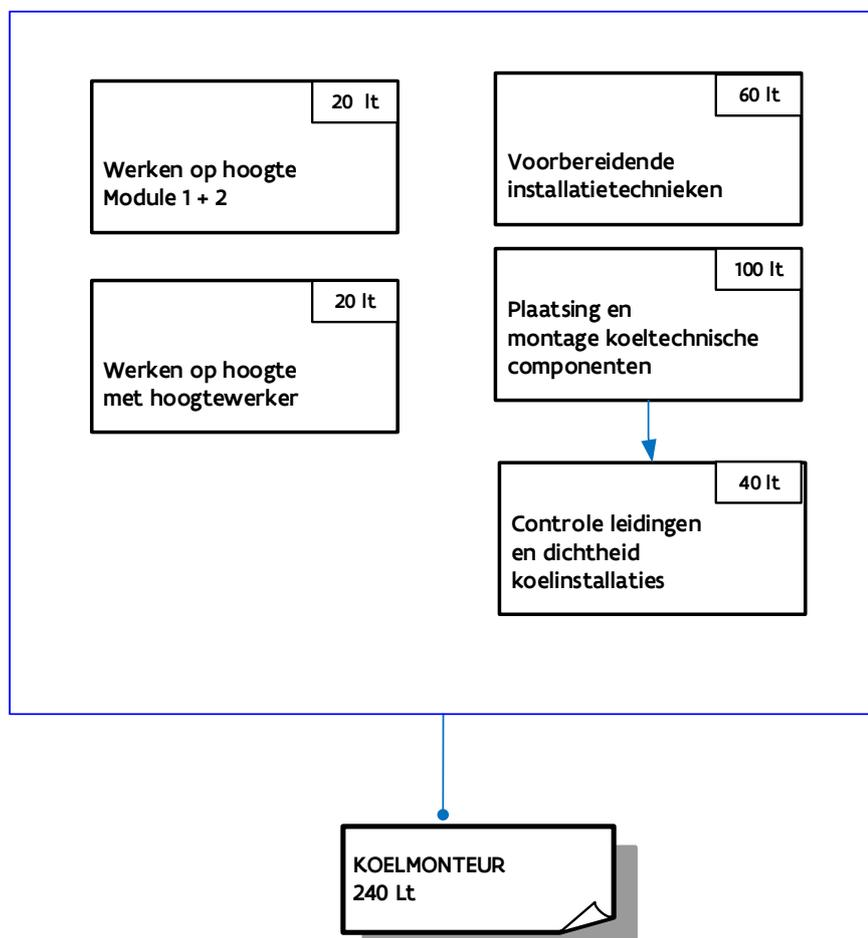 20 lt
Werken op hoogte
Module 1 + 2
20 lt
Werken op hoogte
met hoogtewerker
60 lt
Voorbereidende
installatietechnieken
100 lt
Plaatsing en
montage koeltechnische
componenten
40 lt
Controle leidingen
en dichtheid
koelinstallaties
KOELMONTEUR
240 Lt